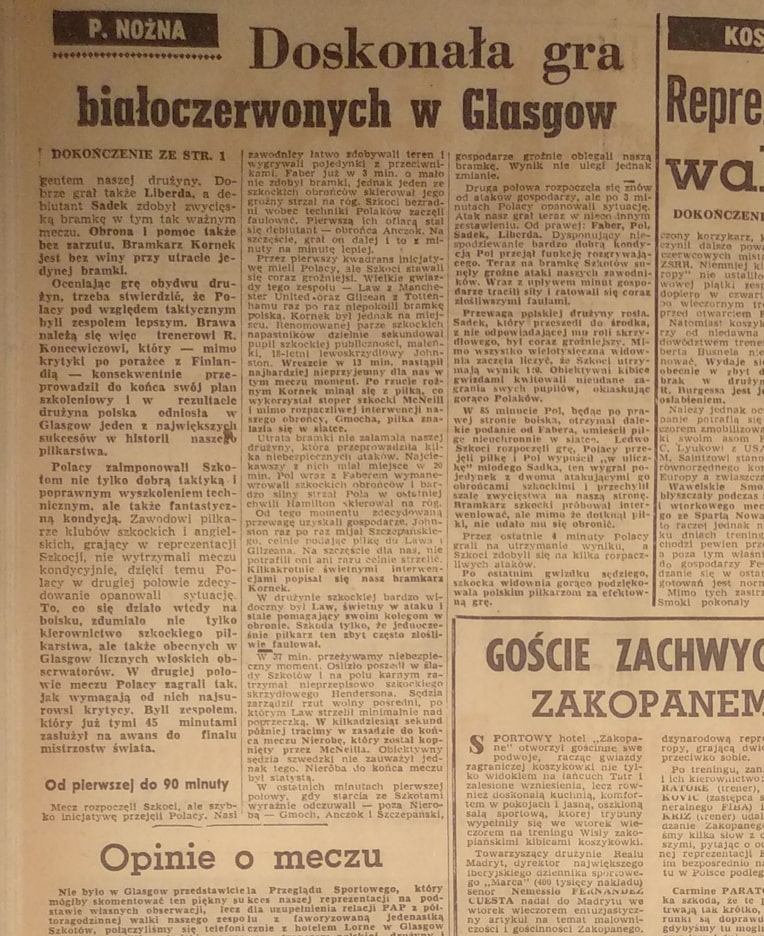 P. NOŻNA
Doskonała gra
białoczerwonych w Glasgow
DOKOŃCZENIE ZE STR. 1
gentem naszej drużyny. Do-
brze grał także Liberda, a de-
biutant Sadek zdobył zwycięs-
ką bramkę w tym tak ważnym
meczu. Obrona i pomoc także
bez zarzutu. Bramkarz Kornek
jest bez winy przy utracie je-
dynej bramki.
Oceniając grę obydwu dru-
żyn, trzeba stwierdzić, że Po-
lacy pod względem taktycznym
byli zespołem lepszym. Brawa
należą się więc trenerowi R.
Koncewiczowi, który — mimo
krytyki po porażce z Finlan-
dią — konsekwentnie prze-
prowadził do końca swój plan
szkoleniowy i w rezultacie
drużyna polska odniosła w
Glasgow jeden z największych
sukcesów w historii naszego
piłkarstwa.
Polacy zaimponowali Szko-
tom nie tylko dobrą taktyką i
poprawnym wyszkoleniem tech-
nicznym, ale także fantastycz-
ną kondycją. Zawodowi piłka-
rze klubów szkockich i angiel-
skich, grający w reprezentacji
Szkocji, nie wytrzymali meczu
kondycyjnie, dzięki temu Po-
lacy w drugiej połowie zdecy-
dowanie opanowali sytuację.
To, co się działo wtedy na
boisku, zdumiało nie tylko
kierownictwo szkockiego pił-
karstwa, ale także obecnych w
Glasgow licznych włoskich ob-
serwatorów. W drugiej poło-
wie meczu Polacy zagrali tak,
jak wymagają od nich najsu-
rowsi krytycy. Byli zespołem,
który już tymi 45 minutami
zasłużył na awans do finału
mistrzostw świata.
Od pierwszej do 90 minuty
Mecz rozpoczęli Szkoci, ale szyb-
ko inicjatywę przejęli Polacy. Nasi
zawodnicy łatwo zdobywali teren i
wygrywali pojedynki z przeciwni-
kami. Faber już w 3 min. o mało
nie zdobył bramki, jednak jeden ze
szkockich obrońców skierował jego
groźny strzał na róg. Szkoci bezrad-
ni wobec techniki Polaków zaczęli
faulować. Pierwszą ich ofiarą stał
się debiutant — obrońca Anczok. Na
szczęście, grał on dalej i to z mi-
nuty na minutę lepiej.
Przez pierwszy kwadrans inicjaty-
wę mieli Polacy, ale Szkoci stawali
się coraz groźniejsi. Wielkie gwiaz-
dy tego zespołu — Law z Manche-
ster United oraz Gilzean z Totten-
hamu raz po raz niepokoili bramkę
polską. Kornek był jednak na miej-
scu. Renomowanej parze szkockich
napastników dzielnie sekundował
pupil szkockiej publiczności, maleń-
ki, 18-letni lewoskrzydłowy John-
ston. Wreszcie w 13 min. nastąpił
najbardziej nieprzyjemny dla nas w
tym meczu moment. Po rzucie roż-
nym Kornek minął się z piłką, co
wykorzystał stoper szkocki McNeill
i mimo rozpaczliwej interwencji na-
szego obrońcy, Gmocha, piłka zna-
lazła się w siatce.
Utrata bramki nie załamała naszej
drużyny, która przeprowadziła kil-
ka niebezpiecznych ataków. Najcie-
kawszy z nich miał miejsce w 20
min. Pol wraz z Faberem wymane-
wrowali szkockich obrońców i bar-
dzo silny strzał Pola w ostatniej
chwili Hamilton skierował na róg.
Od tego momentu zdecydowaną
przewagę uzyskali gospodarze. John-
ston raz po raz mijał Szczepańskie-
go, celnie podając piłkę do Lawa i
Gilzeana. Na szczęście dla nas, nie
potrafili oni ani razu celnie strzelić.
Kilkakrotnie świetnymi interwen-
cjami popisał się nasz bramkarz
Kornek.
W drużynie szkockiej bardzo wi-
doczny był Law, świetny w ataku i
stale pomagający swoim kolegom w
obronie. Szkoda tylko, że jednocze-
śnie piłkarz ten zbyt często złośli-
wie faulował.
W 37 min. przeżywamy niebezpie-
czny moment. Oślizło poszedł w śla-
dy Szkotów i na polu karnym za-
trzymał nieprzepisowo szkockiego
skrzydłowego Hendersona. Sędzia
zarządził rzut wolny pośredni, po
którym Law strzelił minimalnie nad
poprzeczką. W kilkadziesiąt sekund
później tracimy w zasadzie do koń-
ca meczu Nierobę, który został kop-
nięty przez McNeilla. Obiektywny
sędzia szwedzki nie zauważył jed-
nak tego. Nieroba do końca meczu
był statystą.
W ostatnich minutach pierwszej
połowy, gdy starcia ze Szkotami
wyraźnie odczuwali — poza Niero-
bą — Gmoch, Anczok i Szczepański,
gospodarze groźnie oblegali naszą
bramkę. Wynik nie uległ jednak
zmianie.
Druga połowa rozpoczęła się znów
od ataków gospodarzy, ale po 3 mi-
nutach Polacy opanowali sytuację.
Atak nasz grał teraz w nieco innym
zestawieniu. Od prawej: Faber, Pol,
Sadek, Liberda. Dysponujący nie-
spodziewanie bardzo dobrą kondy-
cją Pol przejął funkcję rozgrywają-
cego. Teraz na bramkę Szkotów su-
nęły groźne ataki naszych zawodni-
ków. Wraz z upływem minut gospo-
darze tracili siły i ratowali się coraz
złośliwszymi faulami.
Przewaga polskiej drużyny rosła.
Sadek, który przeszedł do środka,
z nie odpowiadającej mu roli skrzy-
dłowego, był coraz groźniejszy. Mi-
mo wszystko wielotysięczna widow-
nia zaczęła liczyć, że Szkoci utrzy-
mają wynik 1:0. Obiektywni kibice
gwizdami kwitowali nieudane za-
grania swych pupilów, oklaskując
gorąco Polaków.
W 85 minucie Pol, będąc po pra-
wej stronie boiska, otrzymał dale-
kie podanie od Fabera, umieścił pił-
kę nieuchronnie w siatce. Ledwo
Szkoci rozpoczęli grę, Polacy prze-
jęli piłkę i Pol wypuścił „w ulicz-
kę” młodego Sadka, ten wygrał po-
jedynek z dwoma atakującymi go
obrońcami szkockimi i przechylił
szalę zwycięstwa na naszą stronę.
Bramkarz szkocki próbował inter-
weniować, ale mimo że dotknął pił-
ki, nie udało mu się obronić.
Przez ostatnie 4 minuty Polacy
grali na utrzymanie wyniku, a
Szkoci zdobyli się na kilka rozpacz-
liwych ataków.
Po ostatnim gwizdku sędziego,
szkocka widownia gorąco podzięko-
wała polskim piłkarzom za efektow-
ną grę.
Opinie o meczu
Nie było w Glasgow przedstawiciela Przeglądu Sportowego, który
mógłby skomentować ten piękny sukces naszej reprezentacji na pod-
stawie własnych obserwacji, lecz dla uzupełnienia relacji PAP z pół-
toragodzinnej walki naszego zespołu z faworyzowaną jedenastką
Szkotów, połączyliśmy się telefonicznie z hotelem Lorne w Glasgow
KOS
Repre
wal
DOKOŃCZENI
GOŚCIE ZACHWYC
ZAKOPANEM
SPORTOWY hotel „Zakopa-
ne” otworzył gościnne swe
podwoje, racząc gwiazdy
zagranicznej koszykówki nie tyl-
ko widokiem na łańcuch Tatr i
zalesione wzniesienia, lecz rów-
nież doskonałą kuchnią, komfor-
tem w pokojach i jasną, oszkloną
salą sportową, której trybuny
wypełniły się we wtorek wie-
czorem na treningu Wisły zako-
piańskimi kibicami koszykówki.
Towarzyszący drużynie Realu
Madryt, dyrektor największego
iberyjskiego dziennika sportowe-
go „Marca” (400 tysięcy nakładu)
senor Nemessio FERNANDEZ
CUESTA nadał do Madrytu we
wtorek wieczorem entuzjastycz-
ny artykuł na temat malowni-
czości i gościnności Zakopanego.